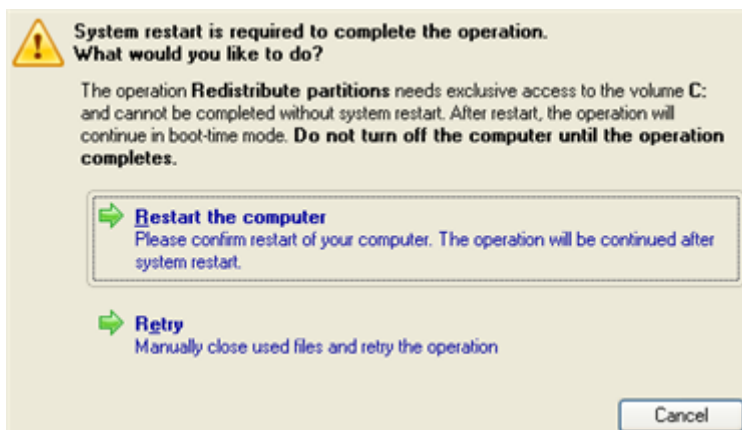 System restart is required to complete the operation.
What would you like to do?
The operation Redistribute partitions needs exclusive access to the volume C:
and cannot be completed without system restart. After restart, the operation will
continue in boot-time mode. Do not turn off the computer until the operation
completes.
Restart the computer
Please confirm restart of your computer. The operation will be continued after
system restart.
Retry
Manually close used files and retry the operation
Cancel